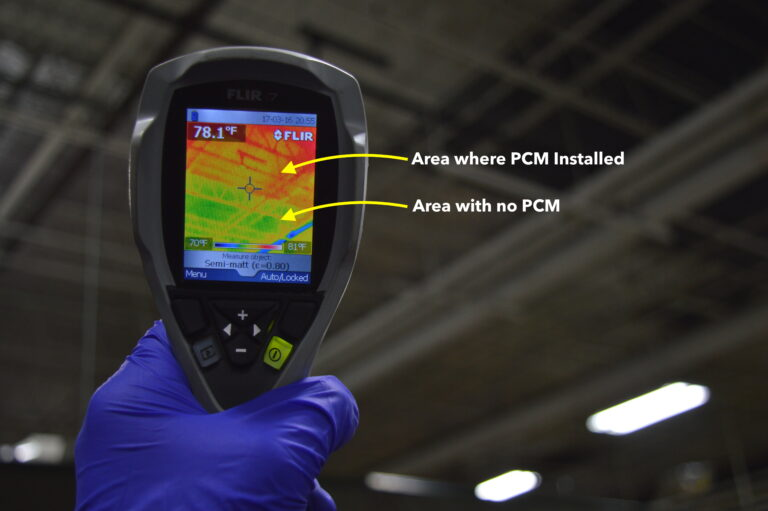 FLIR 7
17-03-16 20:55
78.1°F
FLIR
Area where PCM Installed
Area with no PCM
70°F
81°F
Measure object:
Semi-matt (ε=0.80)
Menu
Auto/Locked